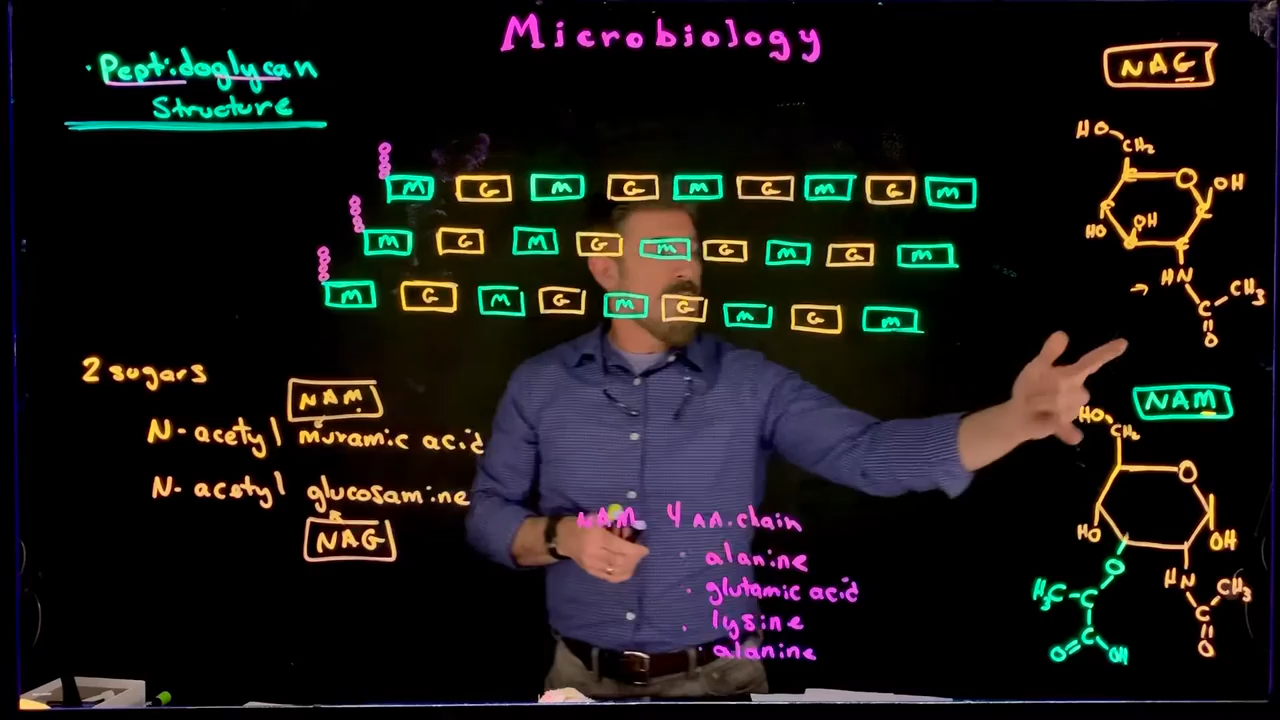 Microbiology
· Peptidoglycan
Structure
M G M G M G M G M
M G M G M G M G M
M G M G M G M G M
2 sugars
NAM
N-acetyl muramic acid
N-acetyl glucosamine
NAG
NAM 4 AA.chain
· alanine
· glutamic acid
· lysine
· alanine
NAG
HO
CH2
O
OH
OH
HO
HN
→
CH3
C
O
NAM
HO
CH2
O
HO
OH
O
HN
H3C
C
CH3
C
C
O
OH
O